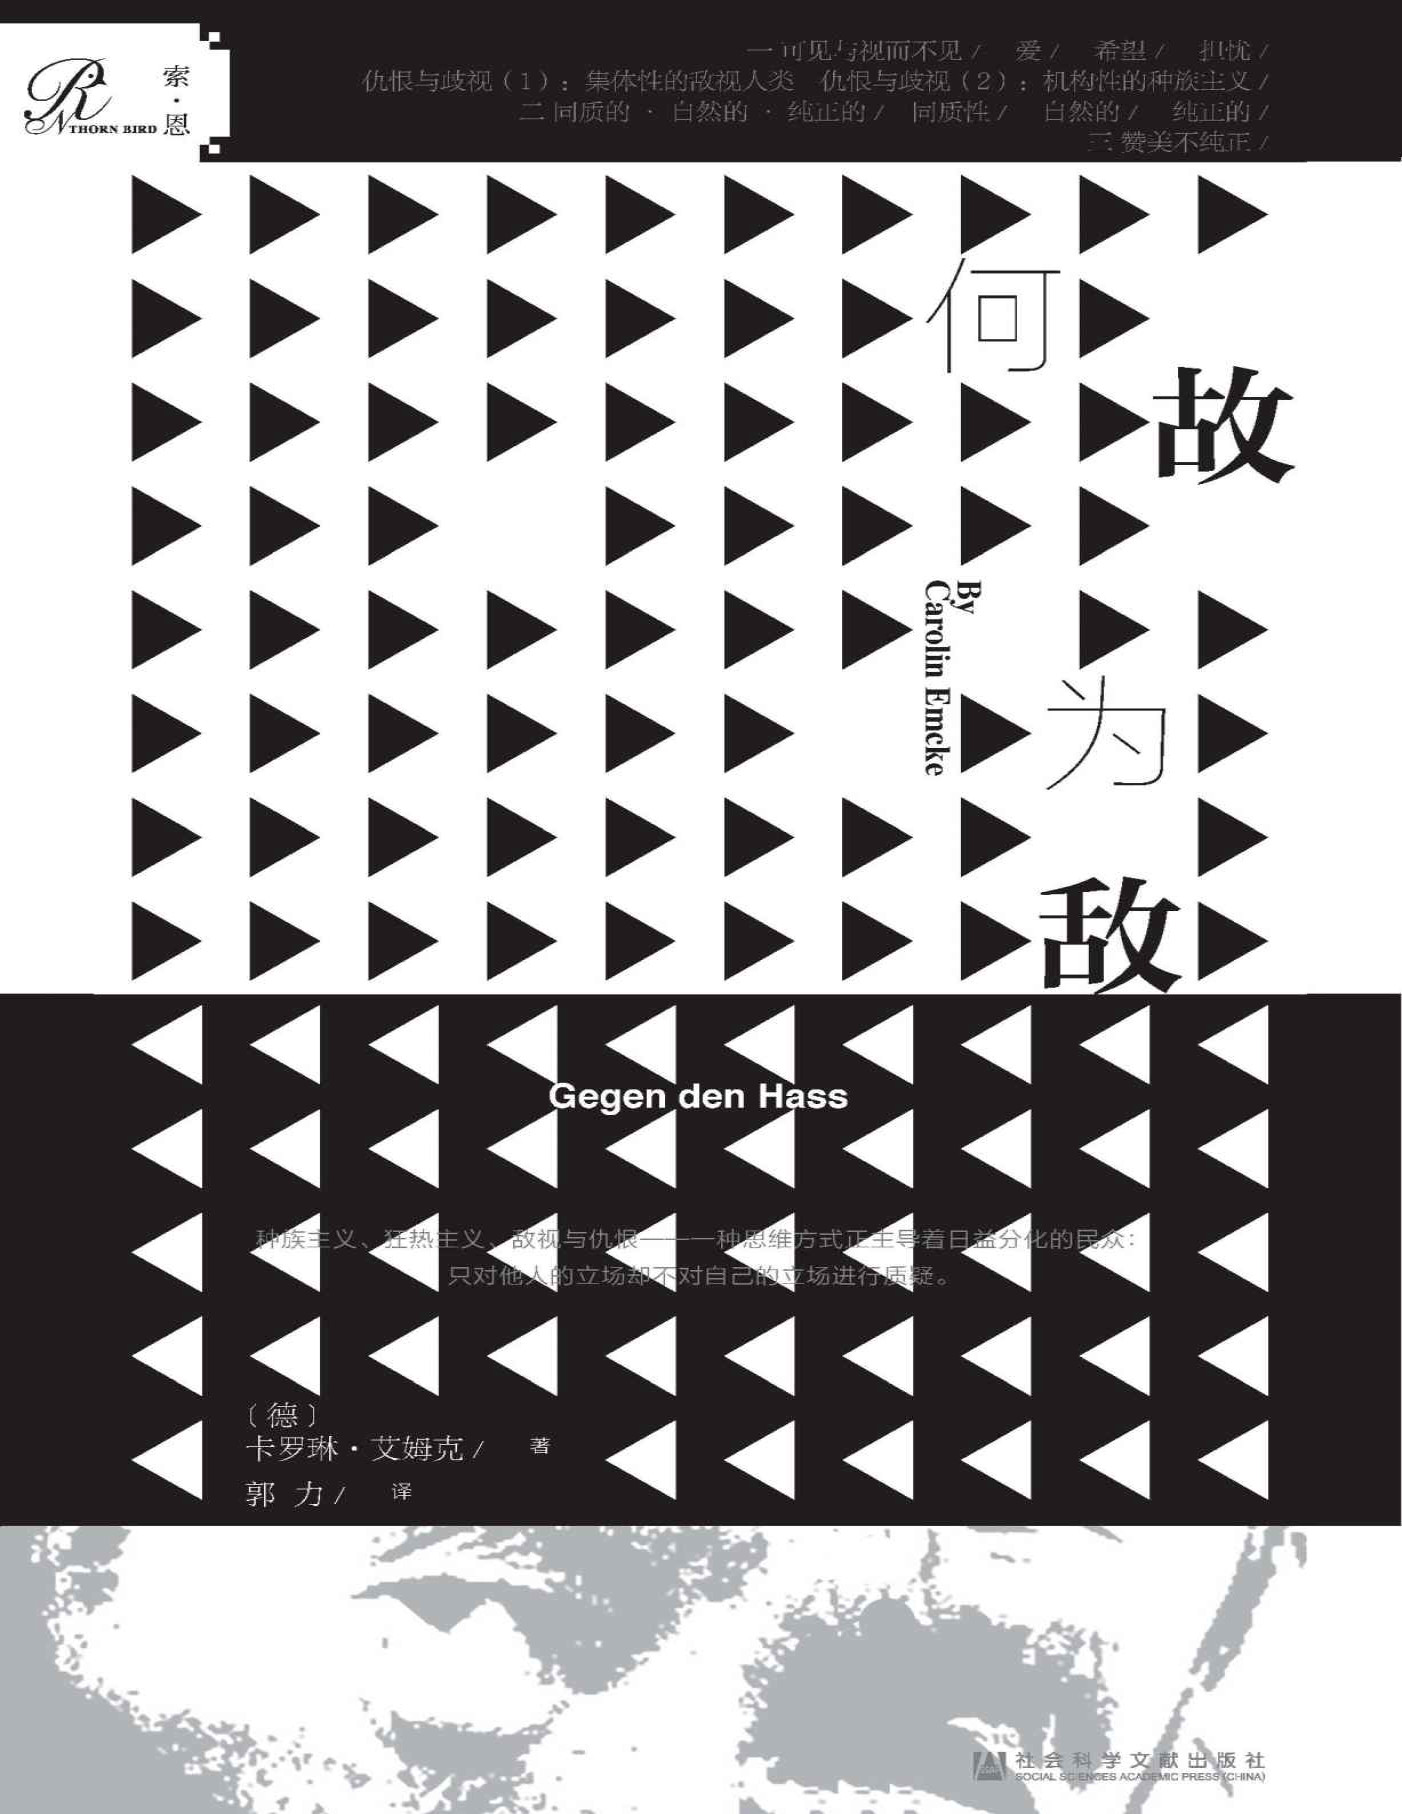 索·恩
THORN BIRD
一 可见与视而不见 / 爱 / 希望 / 担忧 /
仇恨与歧视（1）：集体性的敌视人类 仇恨与歧视（2）：机构性的种族主义 /
二 同质的 · 自然的 · 纯正的 / 同质性 / 自然的 / 纯正的 /
三 赞美不纯正 /
何
故
为
敌
By
Carolin Emcke
Gegen den Hass
种族主义、狂热主义、敌视与仇恨———一种思维方式正主导着日益分化的民众：
只对他人的立场却不对自己的立场进行质疑。
〔德〕
卡罗琳·艾姆克 / 著
郭 力 / 译
社会科学文献出版社
SOCIAL SCIENCES ACADEMIC PRESS (CHINA)